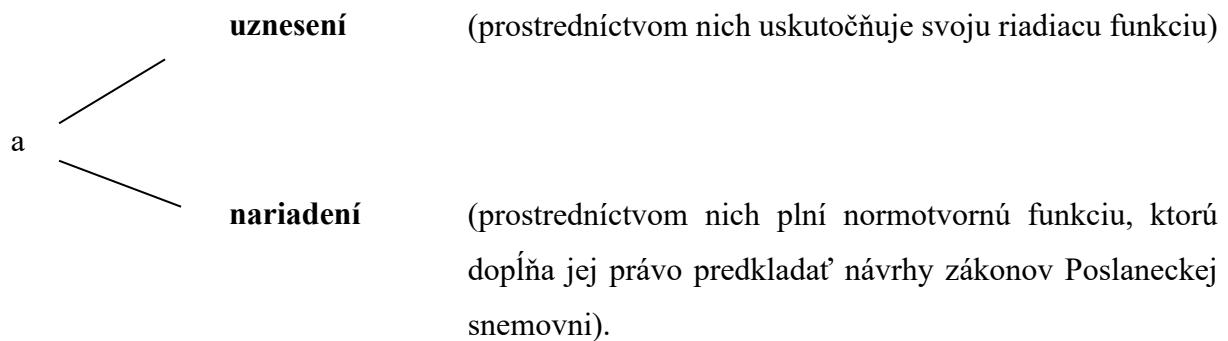 uznesení (prostredníctvom nich uskutočňuje svoju riadiacu funkciu)
a
nariadení (prostredníctvom nich plní normotvornú funkciu, ktorú
dopĺňa jej právo predkladať návrhy zákonov Poslaneckej
snemovni).